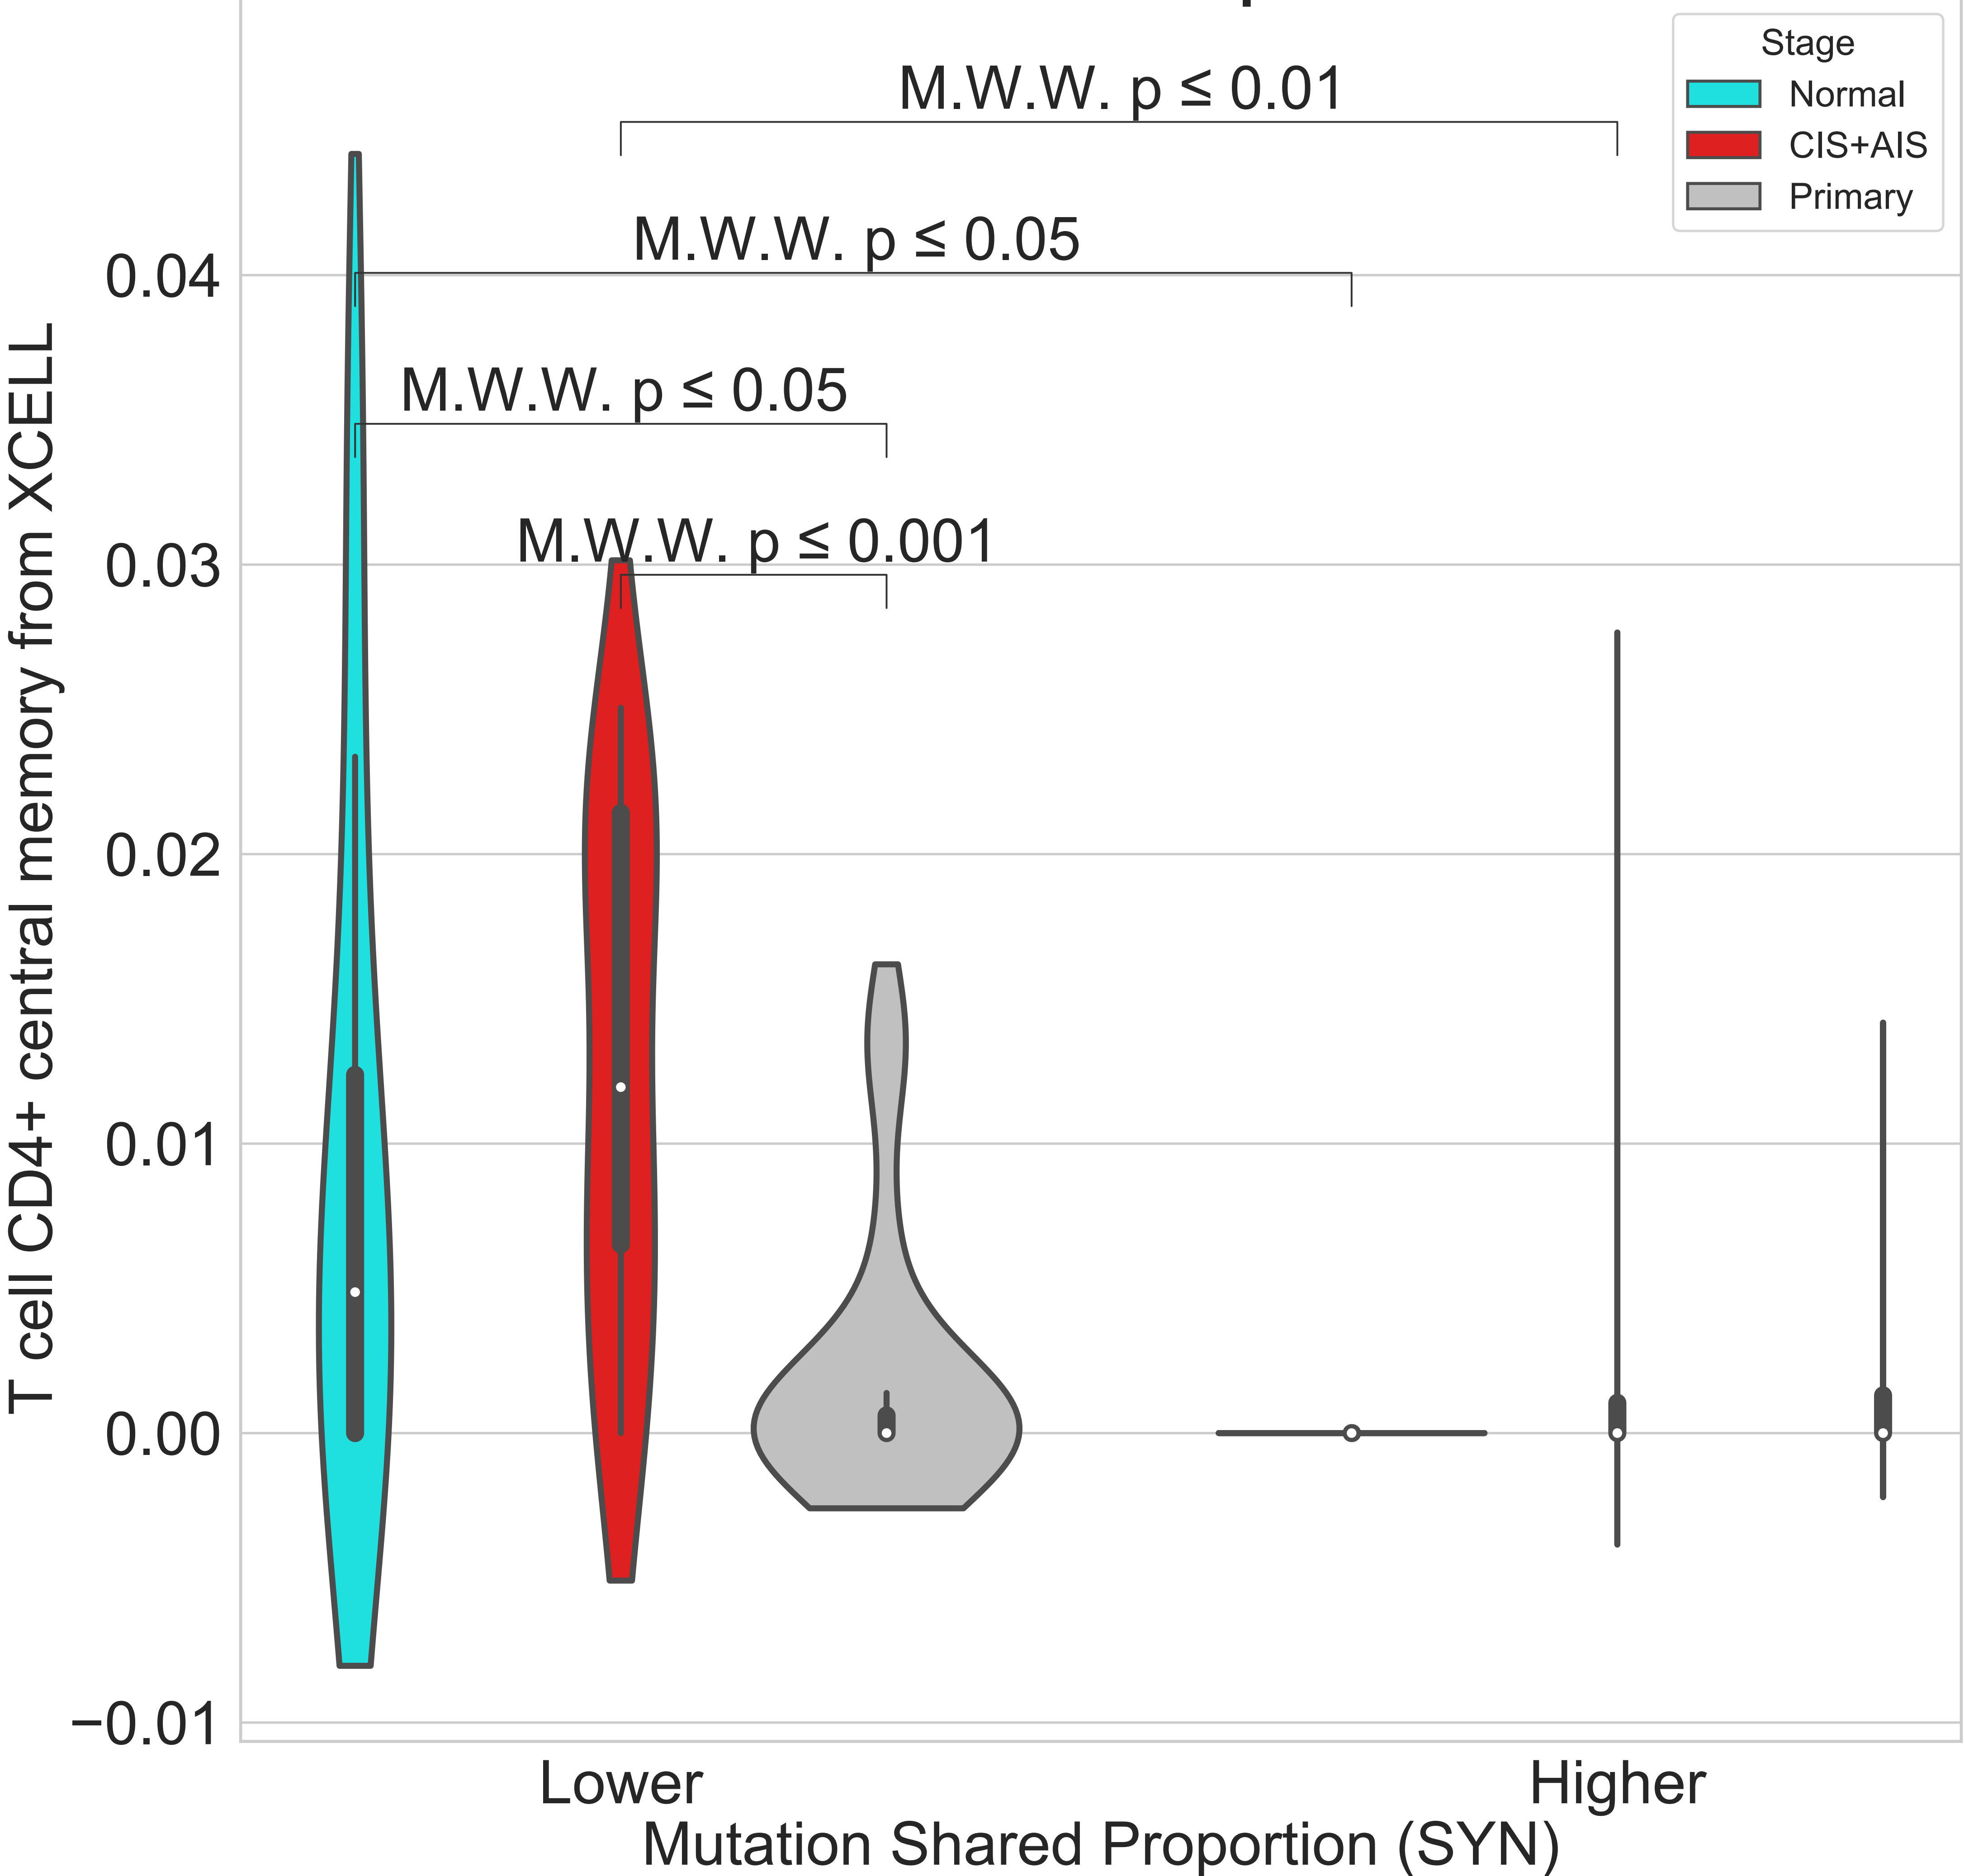 Stage
Normal
CIS+AIS
Primary
M.W.W. p ≤ 0.01
M.W.W. p ≤ 0.05
M.W.W. p ≤ 0.05
M.W.W. p ≤ 0.001
T cell CD4+ central memory from XCELL
0.04
0.03
0.02
0.01
0.00
−0.01
Lower
Higher
Mutation Shared Proportion (SYN)